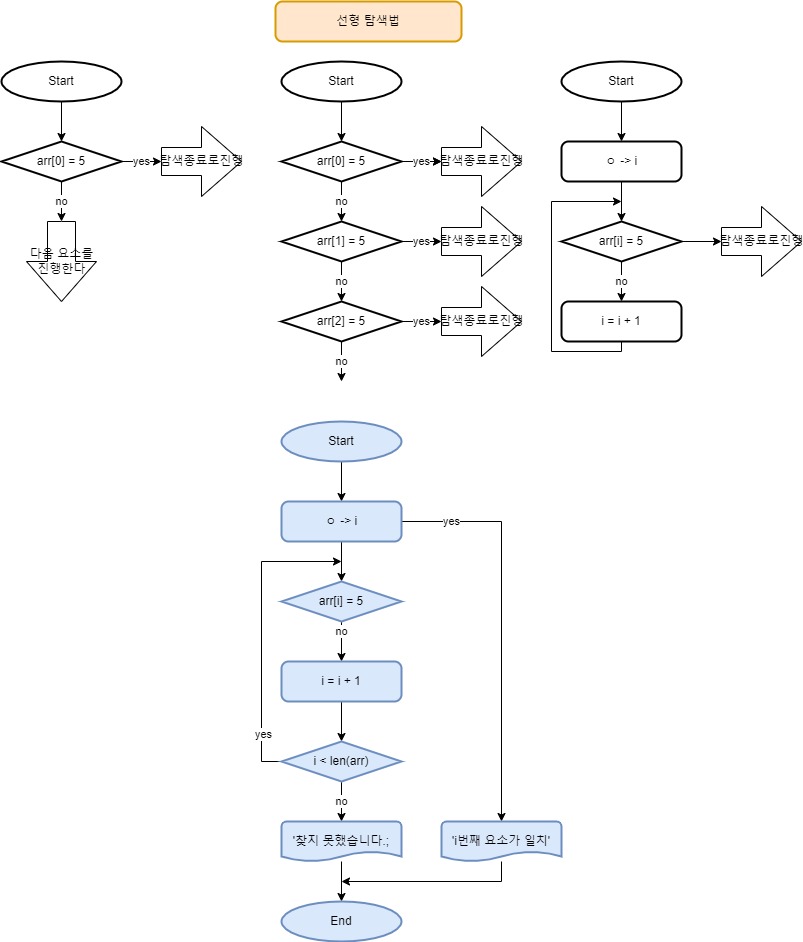 선형 탐색법
Start
arr[0] = 5
yes
탐색종료로진행
no
다음 요소를
진행한다
Start
arr[0] = 5
yes
탐색종료로진행
no
arr[1] = 5
yes
탐색종료로진행
no
arr[2] = 5
yes
탐색종료로진행
no
Start
ㅇ -> i
arr[i] = 5
탐색종료로진행
no
i = i + 1
Start
ㅇ -> i
yes
arr[i] = 5
no
i = i + 1
yes
i < len(arr)
no
'찾지 못했습니다.;
'i번째 요소가 일치'
End